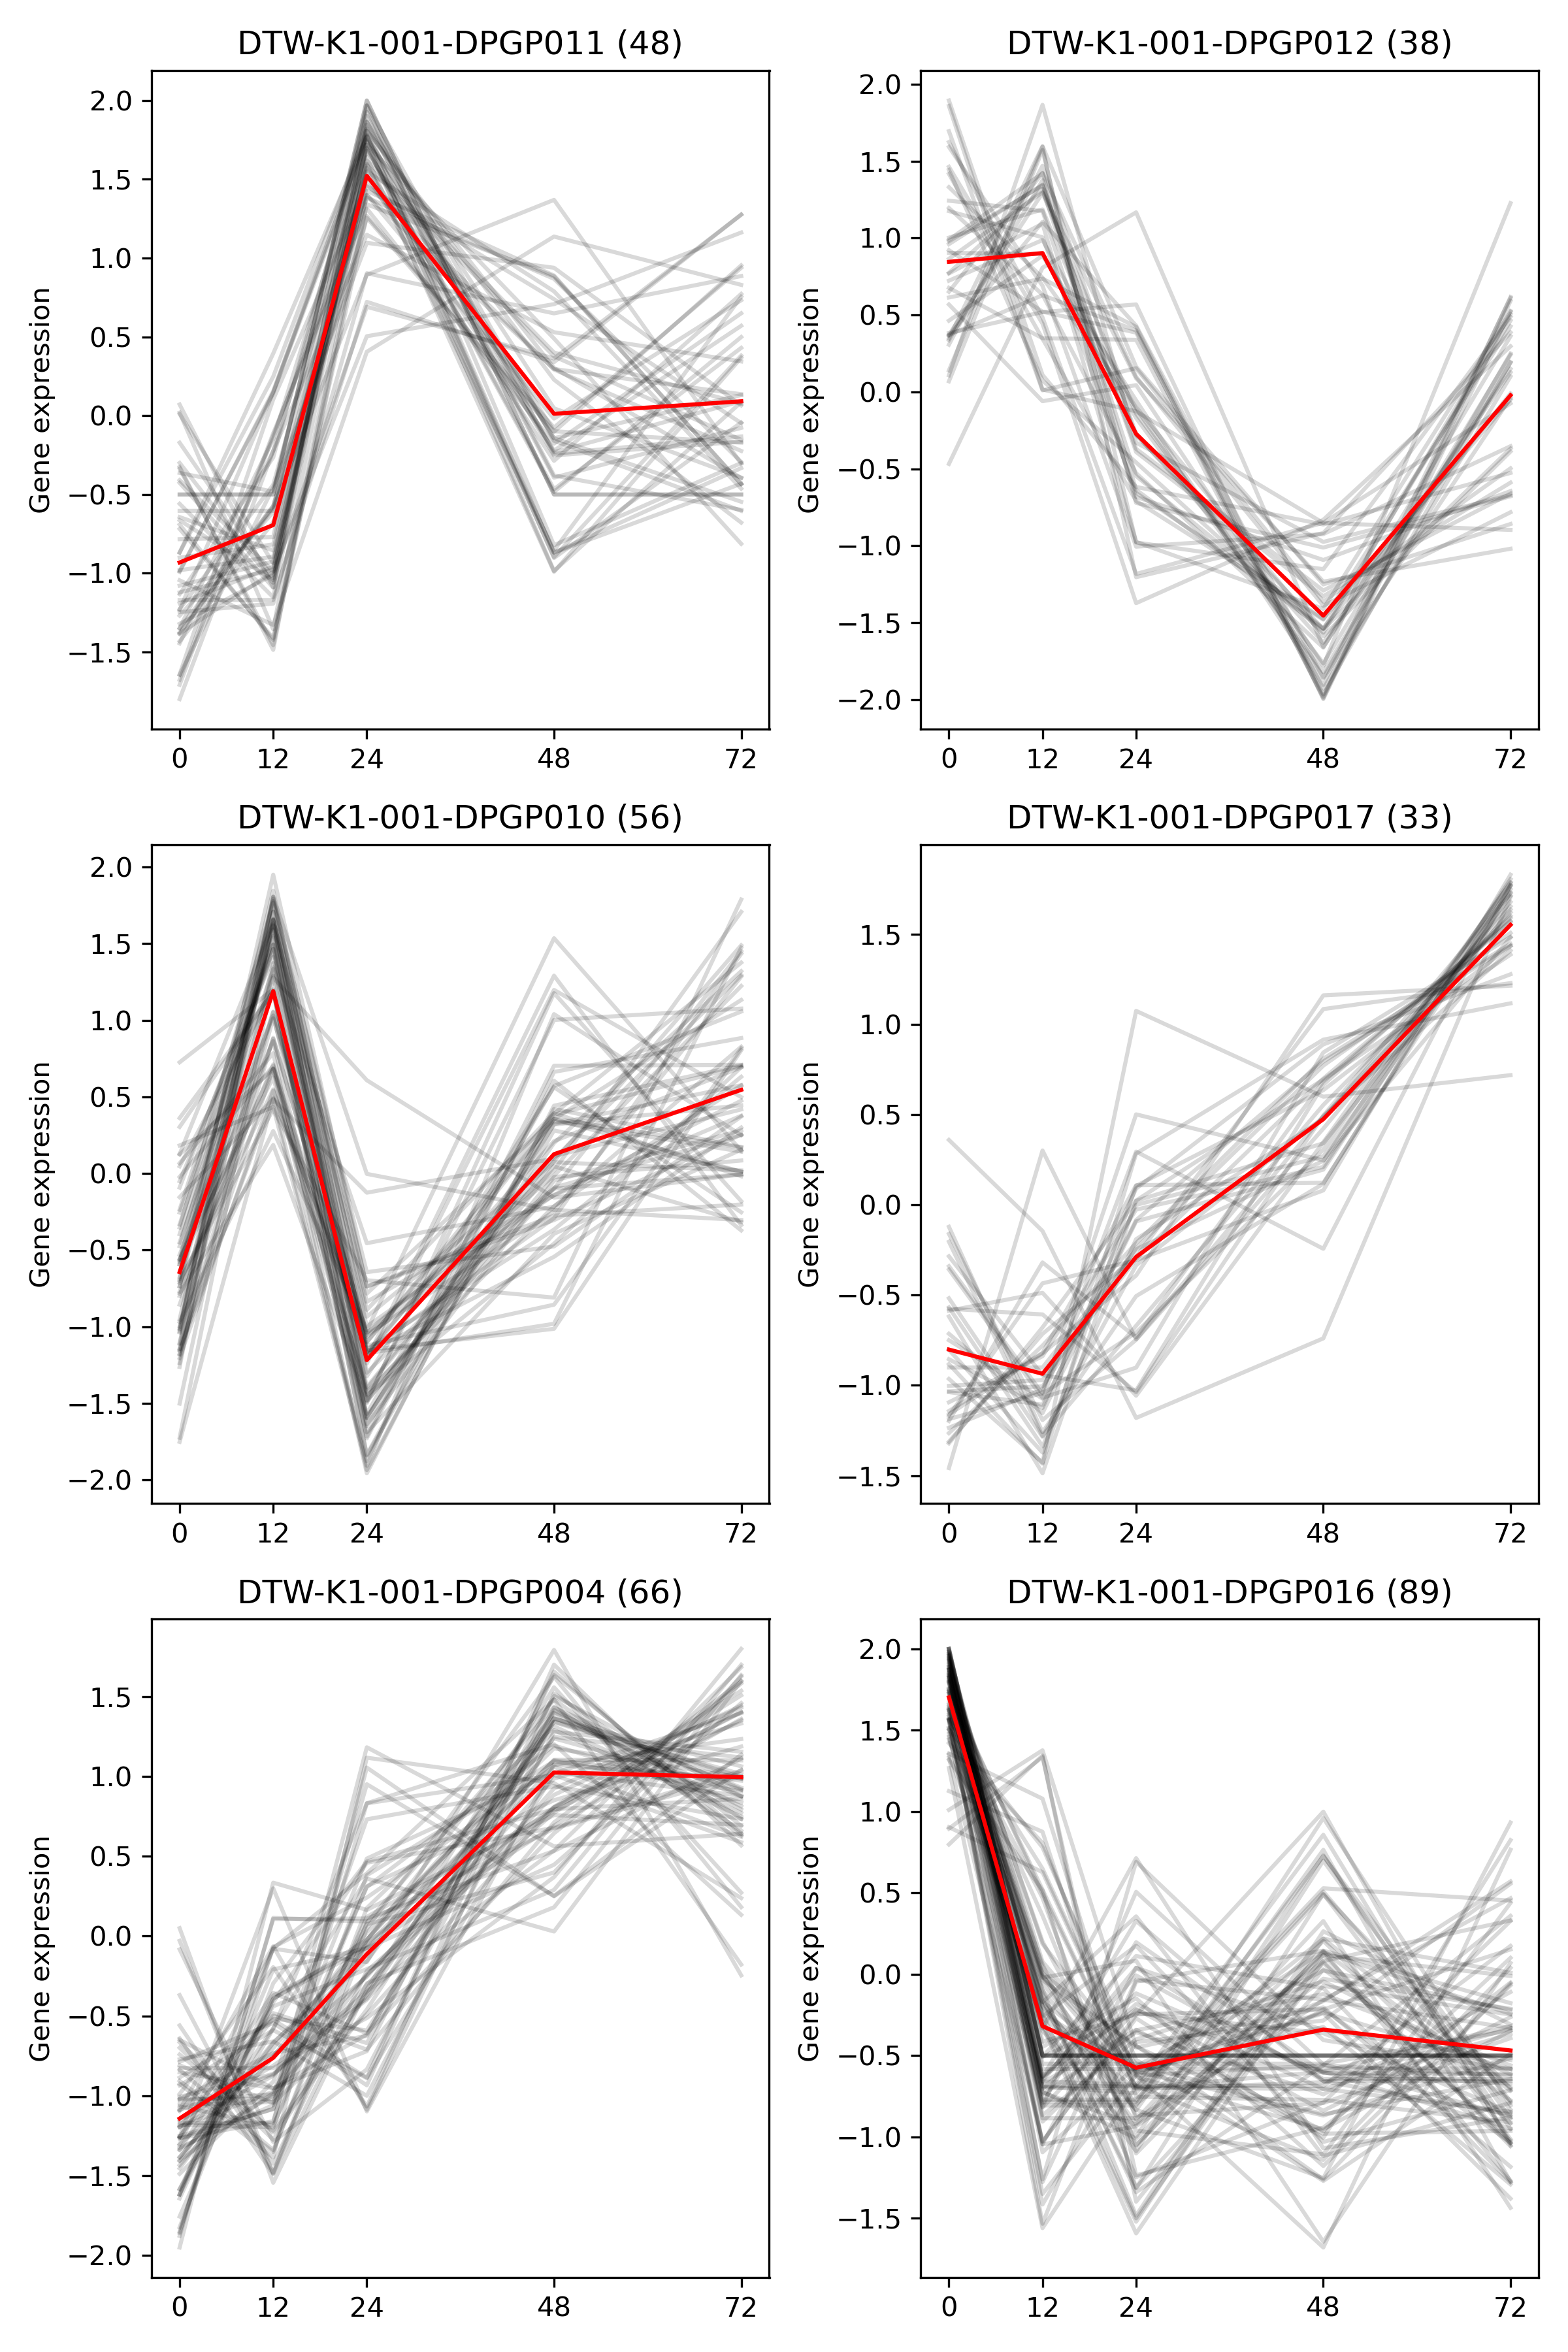 DTW-K1-001-DPGP011 (48)
Gene expression
2.0
1.5
1.0
0.5
0.0
−0.5
−1.0
−1.5
0 12 24 48 72
DTW-K1-001-DPGP012 (38)
Gene expression
2.0
1.5
1.0
0.5
0.0
−0.5
−1.0
−1.5
−2.0
0 12 24 48 72
DTW-K1-001-DPGP010 (56)
Gene expression
2.0
1.5
1.0
0.5
0.0
−0.5
−1.0
−1.5
−2.0
0 12 24 48 72
DTW-K1-001-DPGP017 (33)
Gene expression
1.5
1.0
0.5
0.0
−0.5
−1.0
−1.5
0 12 24 48 72
DTW-K1-001-DPGP004 (66)
Gene expression
1.5
1.0
0.5
0.0
−0.5
−1.0
−1.5
−2.0
0 12 24 48 72
DTW-K1-001-DPGP016 (89)
Gene expression
2.0
1.5
1.0
0.5
0.0
−0.5
−1.0
−1.5
0 12 24 48 72